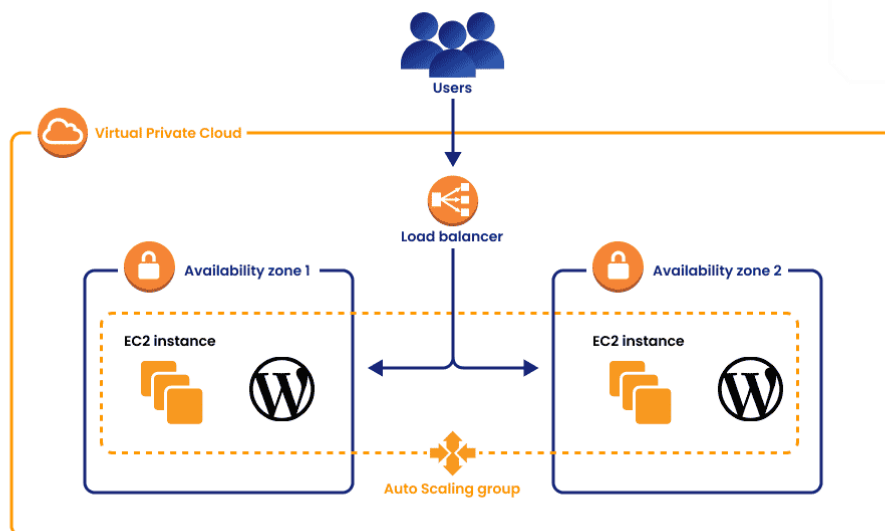 Users
Virtual Private Cloud
Load balancer
Availability zone 1
Availability zone 2
EC2 instance
EC2 instance
Auto Scaling group